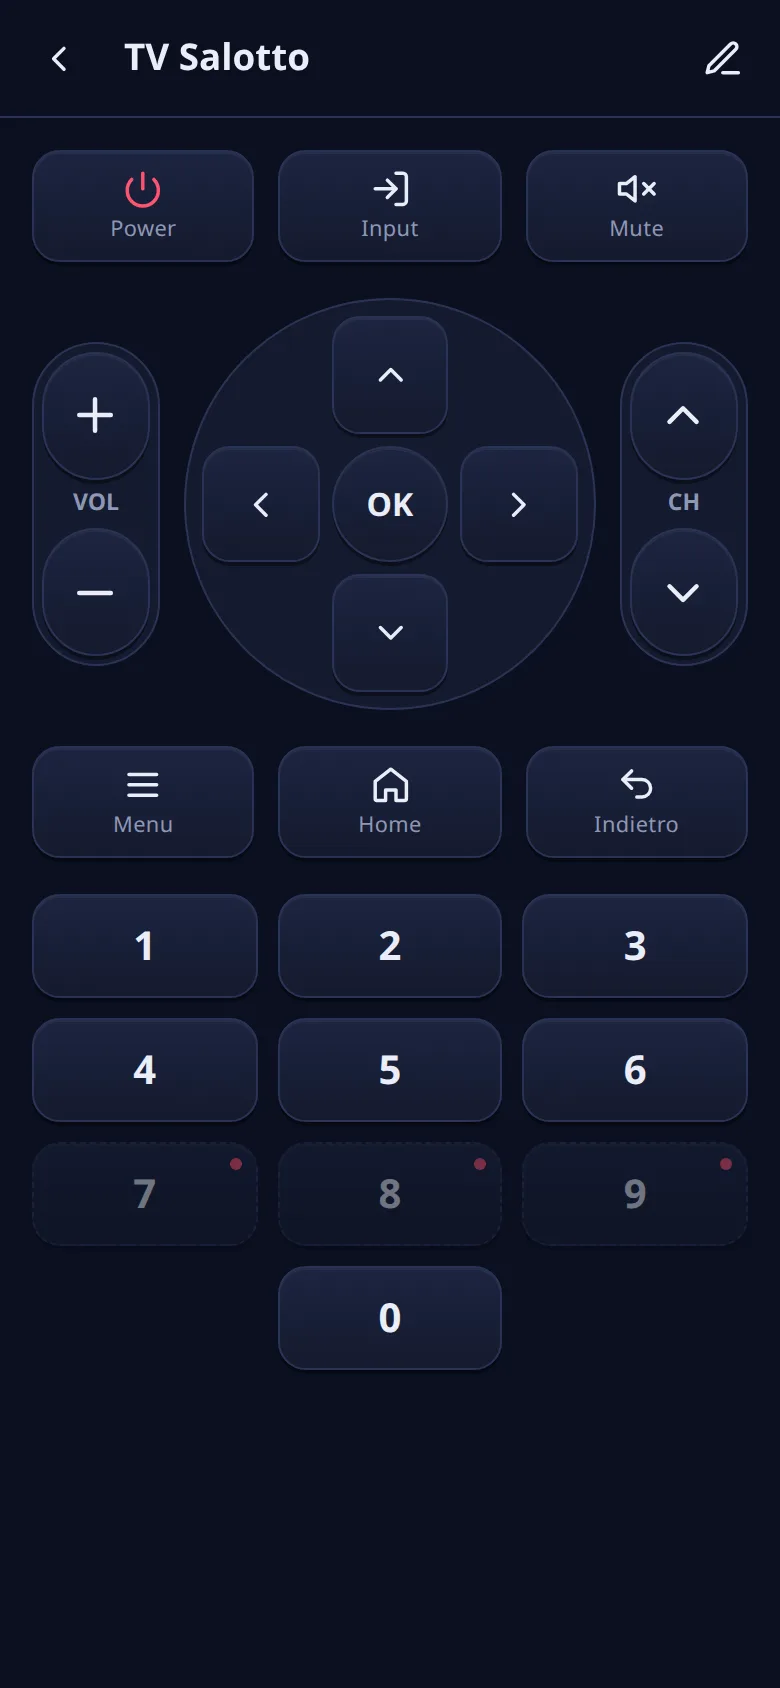 TV Salotto
Power Input Mute
VOL OK CH
Menu Home Indietro
1 2 3
4 5 6
7 8 9
0